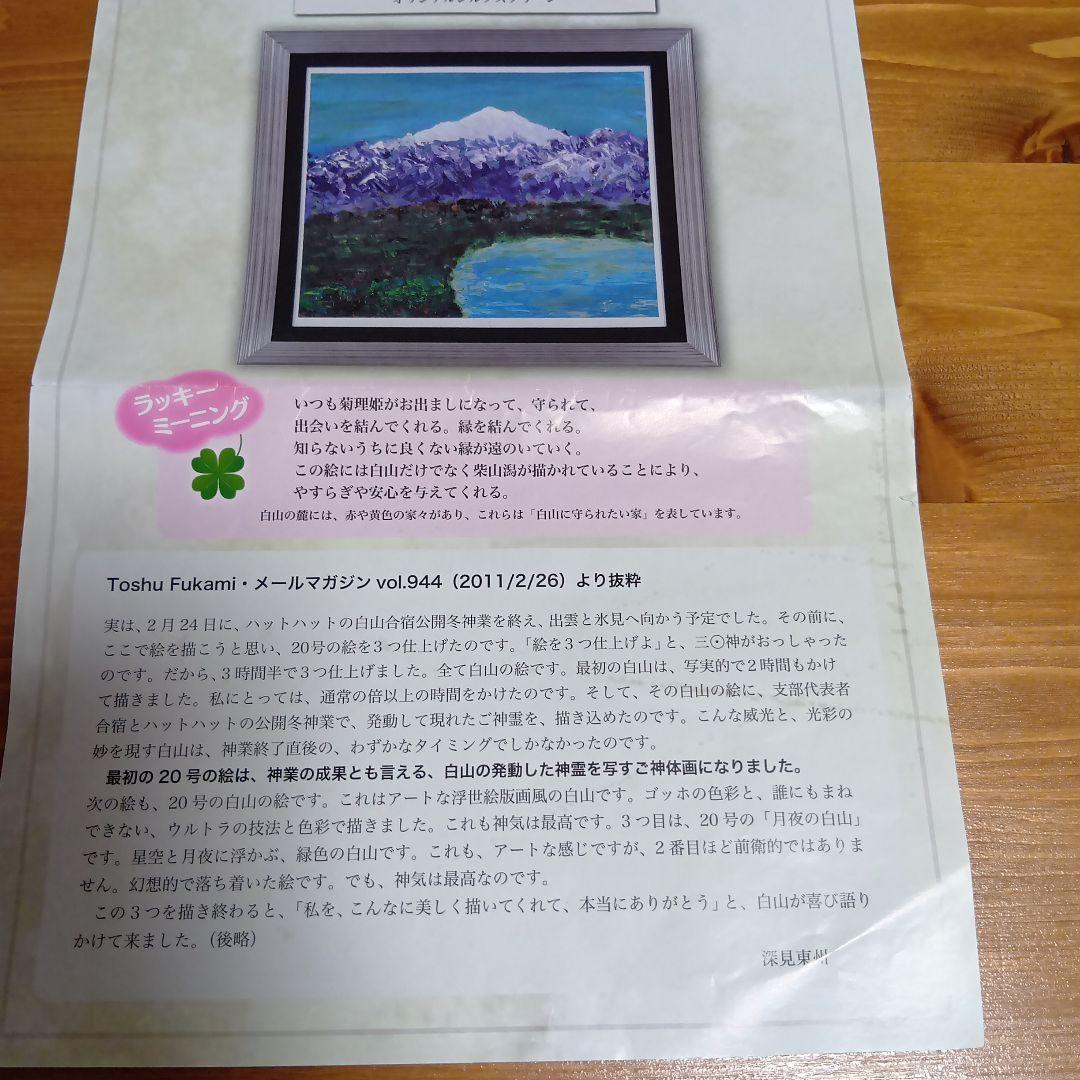 オリジナルシルクスクリーン
ラッキー
ミーニング
いつも菊理姫がお出ましになって、守られて、
出会いを結んでくれる。縁を結んでくれる。
知らないうちに良くない縁が遠のいていく。
この絵には白山だけでなく柴山潟が描かれていることにより、
やすらぎや安心を与えてくれる。
白山の麓には、赤や黄色の家々があり、これらは「白山に守られたい家」を表しています。
Toshu Fukami・メールマガジン vol.944（2011/2/26）より抜粋
実は、2月24日に、ハットハットの白山合宿公開冬神業を終え、出雲と氷見へ向かう予定でした。その前に、
ここで絵を描こうと思い、20号の絵を3つ仕上げたのです。「絵を3つ仕上げよ」と、三⨀神がおっしゃった
のです。だから、3時間半で3つ仕上げました。全て白山の絵です。最初の白山は、写実的で2時間もかけ
て描きました。私にとっては、通常の倍以上の時間をかけたのです。そして、その白山の絵に、支部代表者
合宿とハットハットの公開冬神業で、発動して現れたご神霊を、描き込めたのです。こんな威光と、光彩の
妙を現す白山は、神業終了直後の、わずかなタイミングでしかなかったのです。
最初の20号の絵は、神業の成果とも言える、白山の発動した神霊を写すご神体画になりました。
次の絵も、20号の白山の絵です。これはアートな浮世絵版画風の白山です。ゴッホの色彩と、誰にもまね
できない、ウルトラの技法と色彩で描きました。これも神気は最高です。3つ目は、20号の「月夜の白山」
です。星空と月夜に浮かぶ、緑色の白山です。これも、アートな感じですが、2番目ほど前衛的ではありま
せん。幻想的で落ち着いた絵です。でも、神気は最高なのです。
この3つを描き終わると、「私を、こんなに美しく描いてくれて、本当にありがとう」と、白山が喜び語り
かけて来ました。（後略）
深見東州